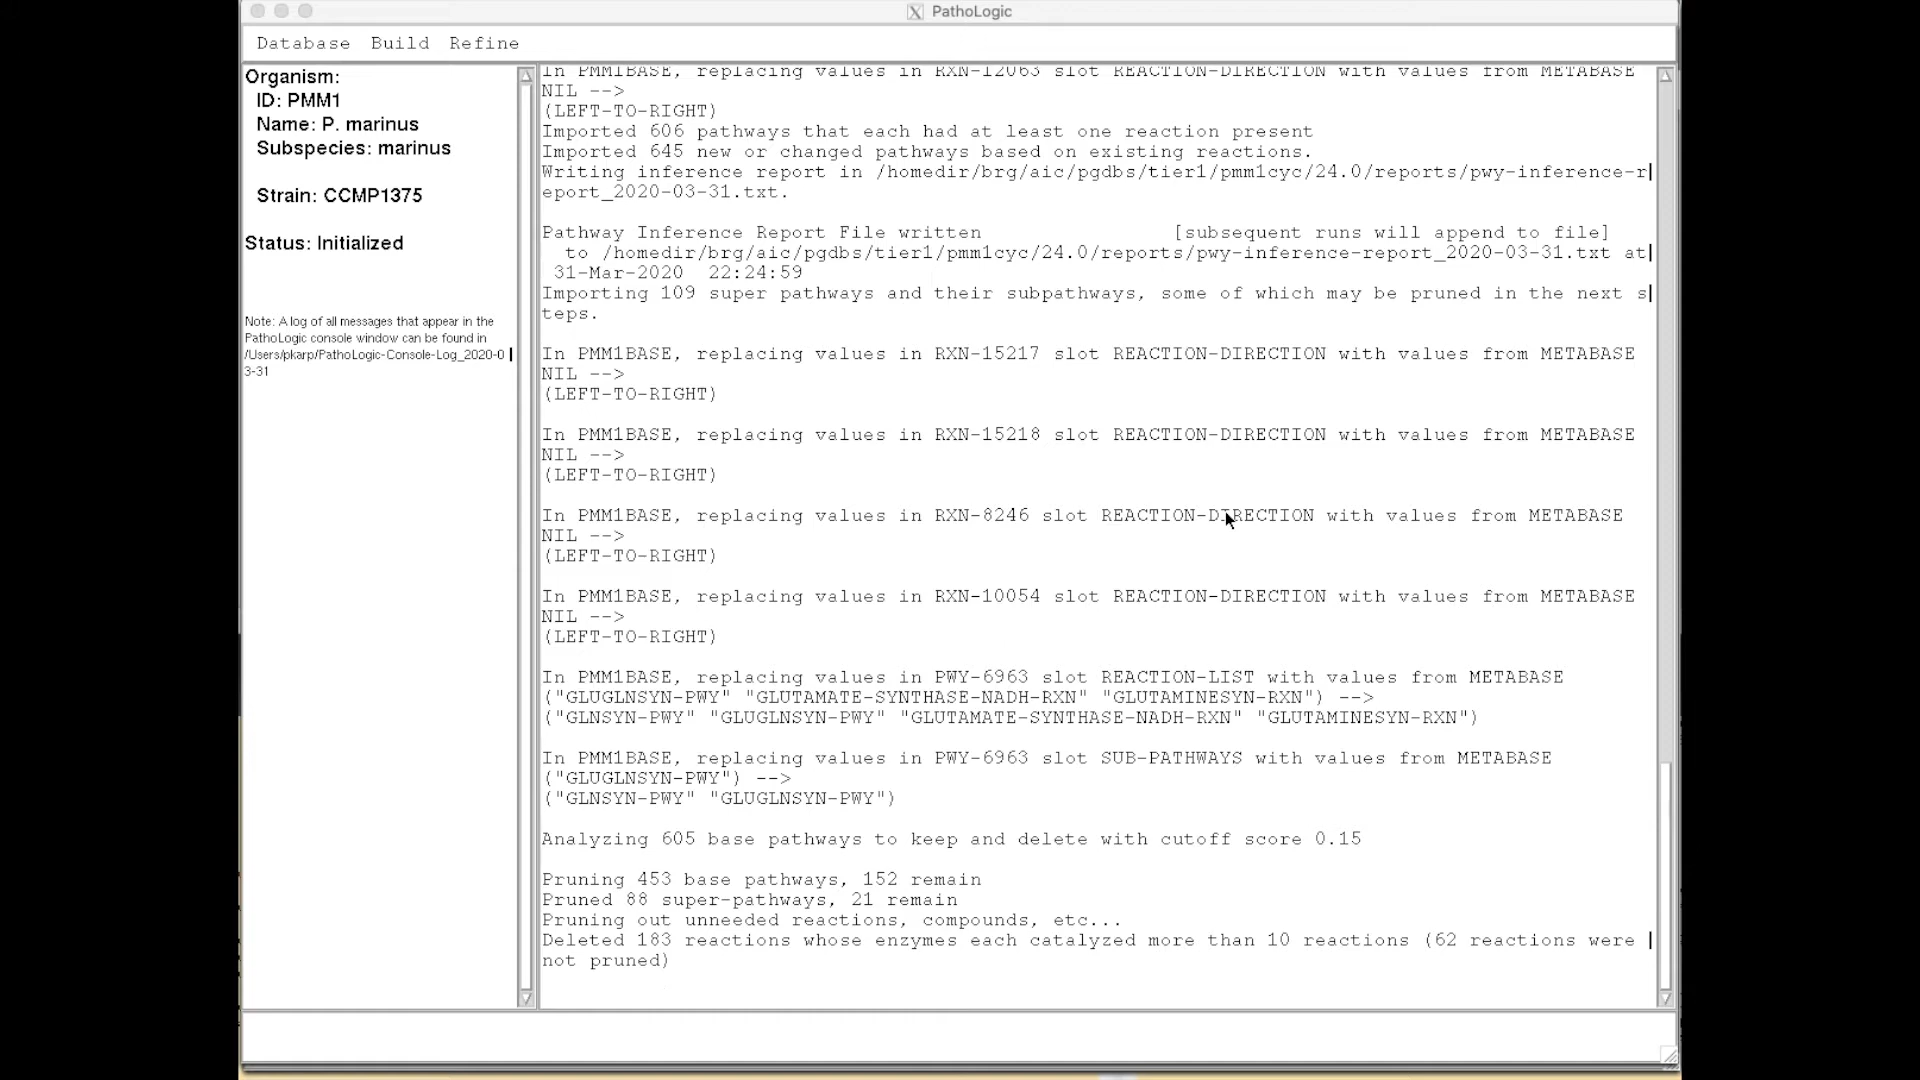 PathoLogic
Database Build Refine
Organism:
ID: PMM1
Name: P. marinus
Subspecies: marinus
Strain: CCMP1375
Status: Initialized
Note: A log of all messages that appear in the
PathoLogic console window can be found in
/Users/pkarp/PathoLogic-Console-Log_2020-0
3-31
In PMM1BASE, replacing values in RXN-12063 slot REACTION-DIRECTION with values from METABASE
NIL -->
(LEFT-TO-RIGHT)
Imported 606 pathways that each had at least one reaction present
Imported 645 new or changed pathways based on existing reactions.
Writing inference report in /homedir/brg/aic/pgdbs/tier1/pmm1cyc/24.0/reports/pwy-inference-r
eport_2020-03-31.txt.
Pathway Inference Report File written [subsequent runs will append to file]
to /homedir/brg/aic/pgdbs/tier1/pmm1cyc/24.0/reports/pwy-inference-report_2020-03-31.txt at
31-Mar-2020 22:24:59
Importing 109 super pathways and their subpathways, some of which may be pruned in the next s
teps.
In PMM1BASE, replacing values in RXN-15217 slot REACTION-DIRECTION with values from METABASE
NIL -->
(LEFT-TO-RIGHT)
In PMM1BASE, replacing values in RXN-15218 slot REACTION-DIRECTION with values from METABASE
NIL -->
(LEFT-TO-RIGHT)
In PMM1BASE, replacing values in RXN-8246 slot REACTION-DIRECTION with values from METABASE
NIL -->
(LEFT-TO-RIGHT)
In PMM1BASE, replacing values in RXN-10054 slot REACTION-DIRECTION with values from METABASE
NIL -->
(LEFT-TO-RIGHT)
In PMM1BASE, replacing values in PWY-6963 slot REACTION-LIST with values from METABASE
("GLUGLNSYN-PWY" "GLUTAMATE-SYNTHASE-NADH-RXN" "GLUTAMINESYN-RXN") -->
("GLNSYN-PWY" "GLUGLNSYN-PWY" "GLUTAMATE-SYNTHASE-NADH-RXN" "GLUTAMINESYN-RXN")
In PMM1BASE, replacing values in PWY-6963 slot SUB-PATHWAYS with values from METABASE
("GLUGLNSYN-PWY") -->
("GLNSYN-PWY" "GLUGLNSYN-PWY")
Analyzing 605 base pathways to keep and delete with cutoff score 0.15
Pruning 453 base pathways, 152 remain
Pruned 88 super-pathways, 21 remain
Pruning out unneeded reactions, compounds, etc...
Deleted 183 reactions whose enzymes each catalyzed more than 10 reactions (62 reactions were
not pruned)